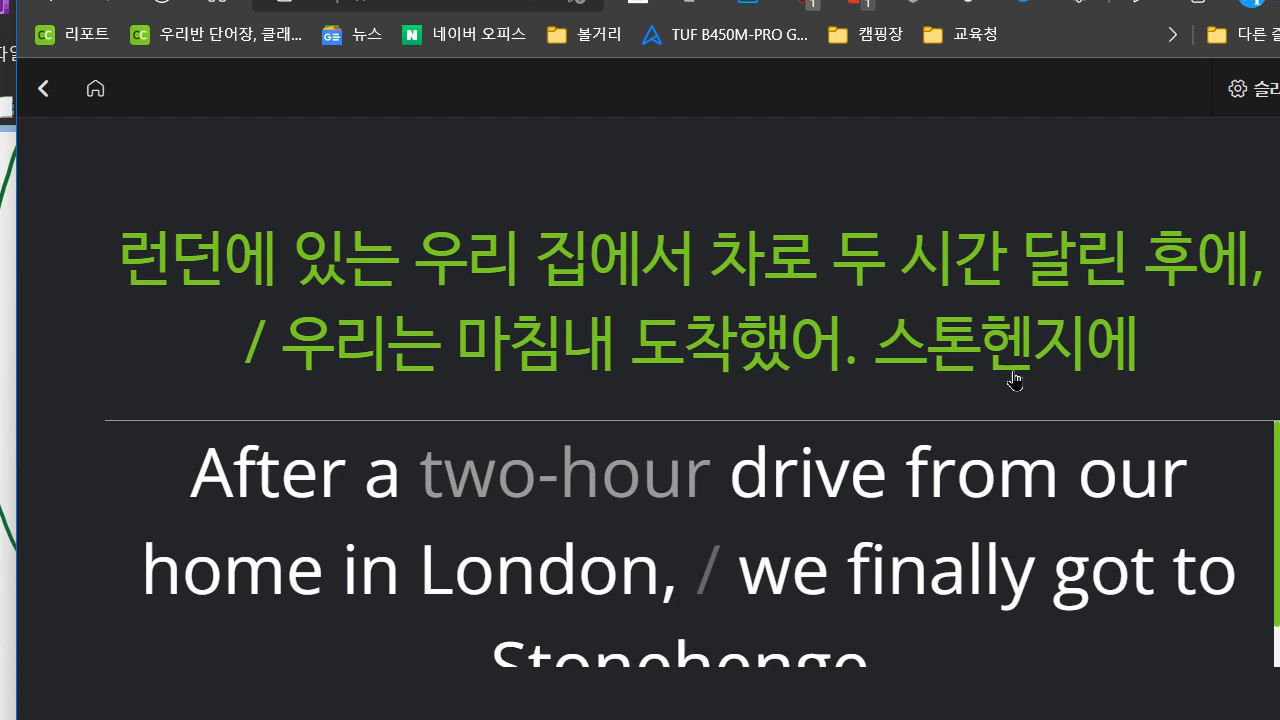 리포트 우리반 단어장, 클래... 뉴스 네이버 오피스 볼거리 TUF B450M-PRO G... 캠핑장 교육청 다른
런던에 있는 우리 집에서 차로 두 시간 달린 후에,
/ 우리는 마침내 도착했어. 스톤헨지에
After a two-hour drive from our
home in London, / we finally got to
Stonehenge